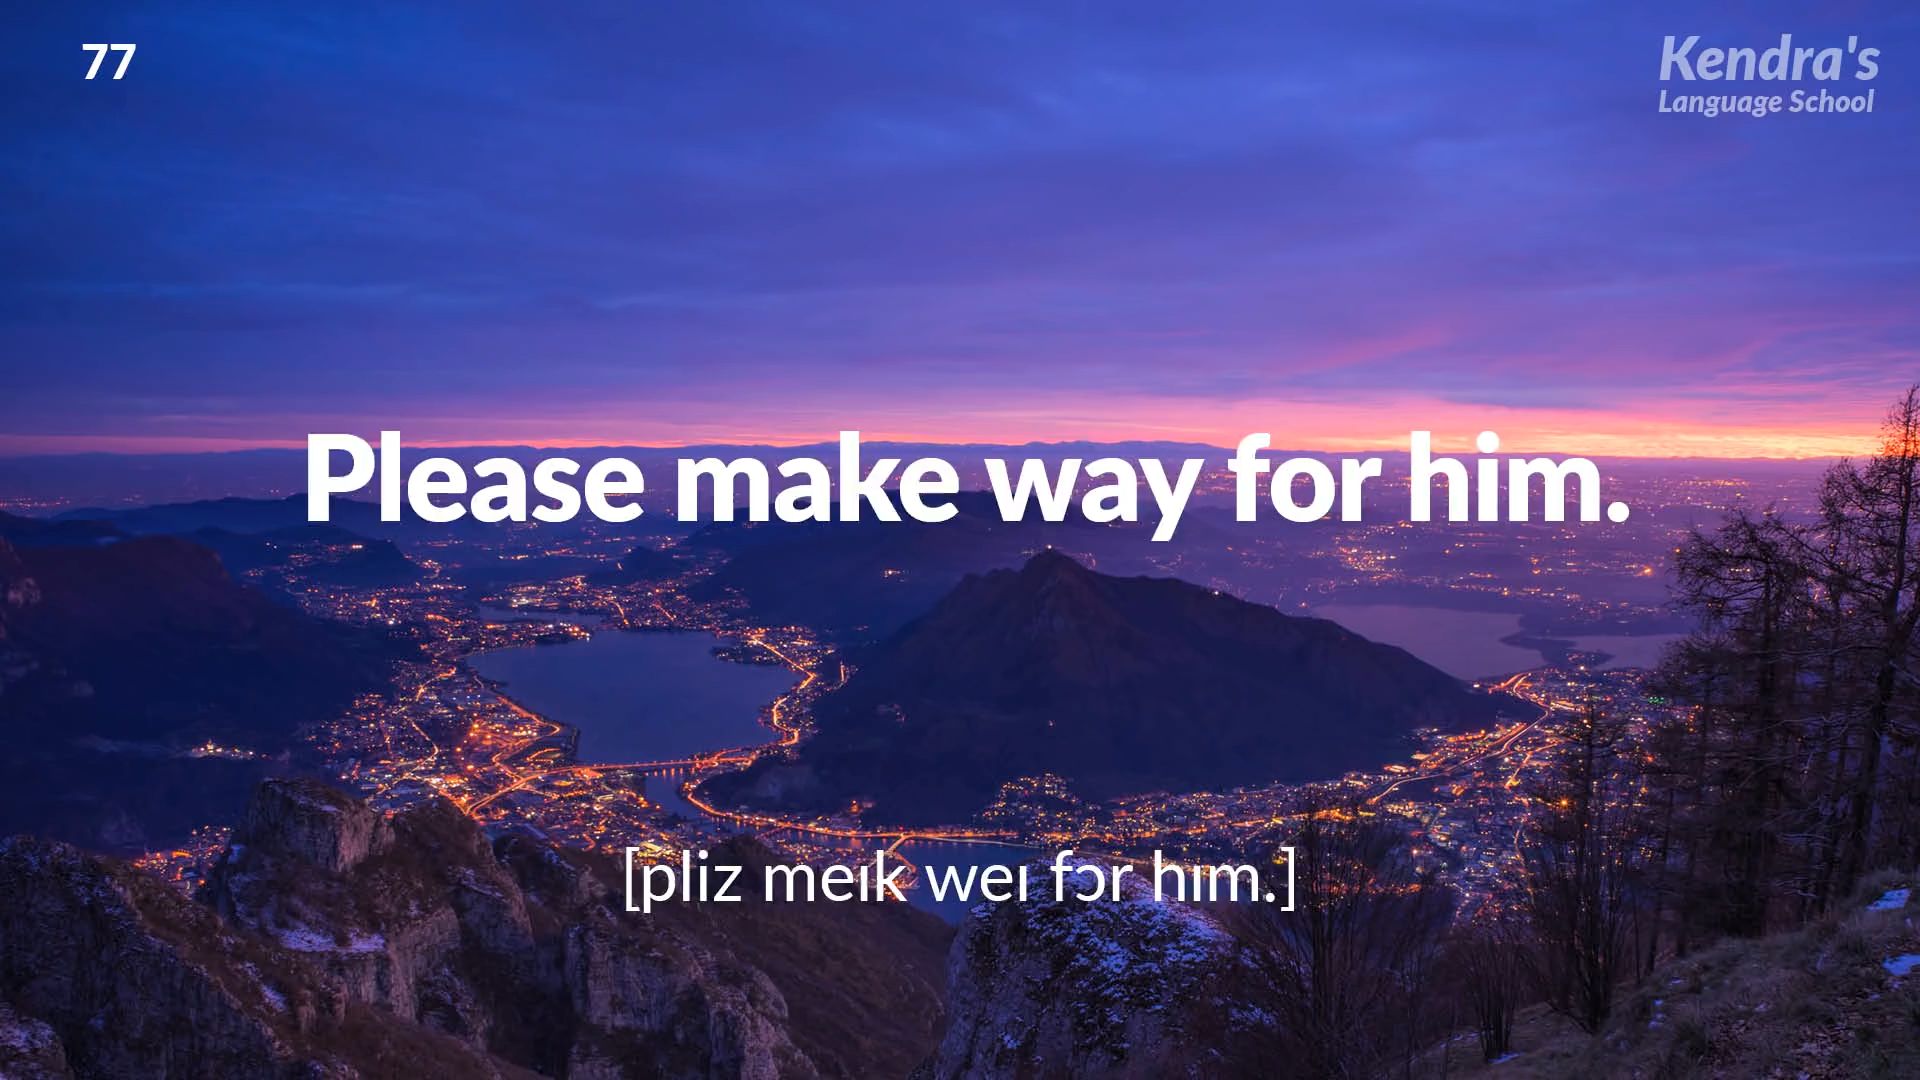 77
Kendra's
Language School
Please make way for him.
[pliz meɪk weɪ fɔr hɪm.]